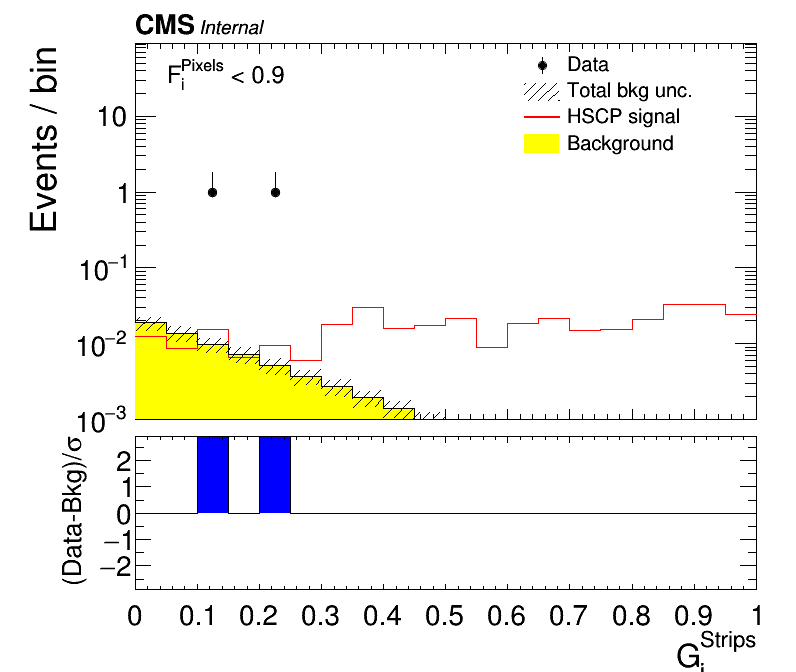 CMS Internal
Events / bin
F_i^Pixels < 0.9
Data
Total bkg unc.
HSCP signal
Background
10
1
10^−1
10^−2
10^−3
(Data-Bkg)/σ
2
1
0
−1
−2
0 0.1 0.2 0.3 0.4 0.5 0.6 0.7 0.8 0.9 1
G_i^Strips